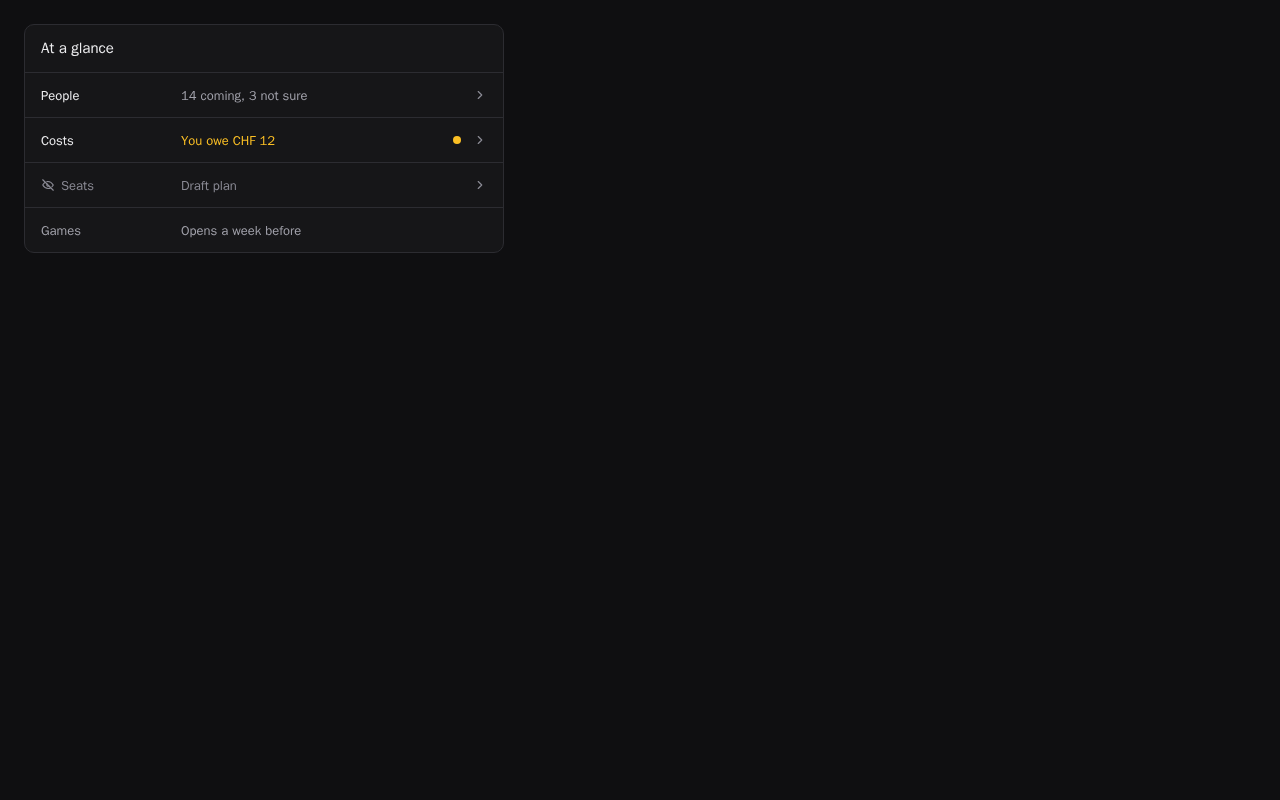 At a glance
People 14 coming, 3 not sure
Costs You owe CHF 12
Seats Draft plan
Games Opens a week before